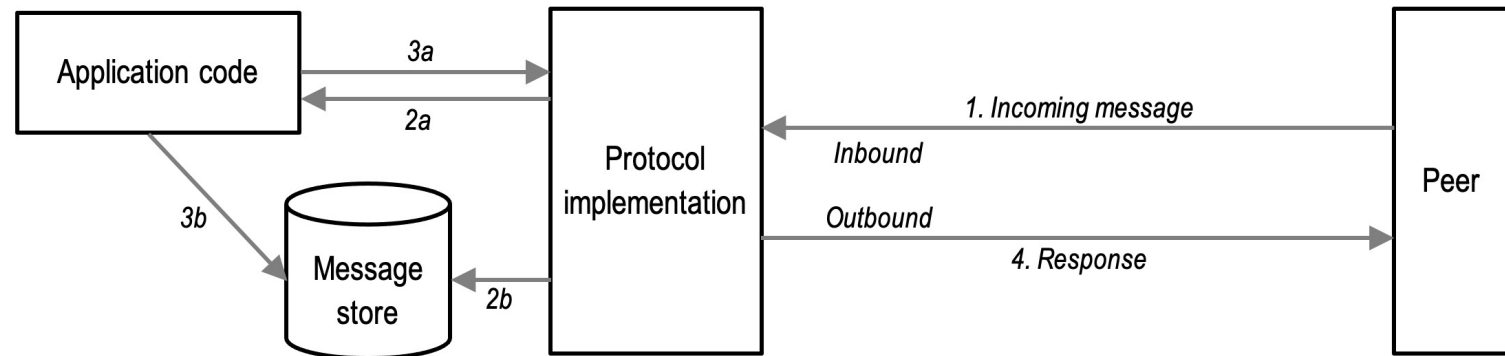 Application code
3a
2a
3b
Message
store
2b
Protocol
implementation
1. Incoming message
Inbound
Outbound
4. Response
Peer